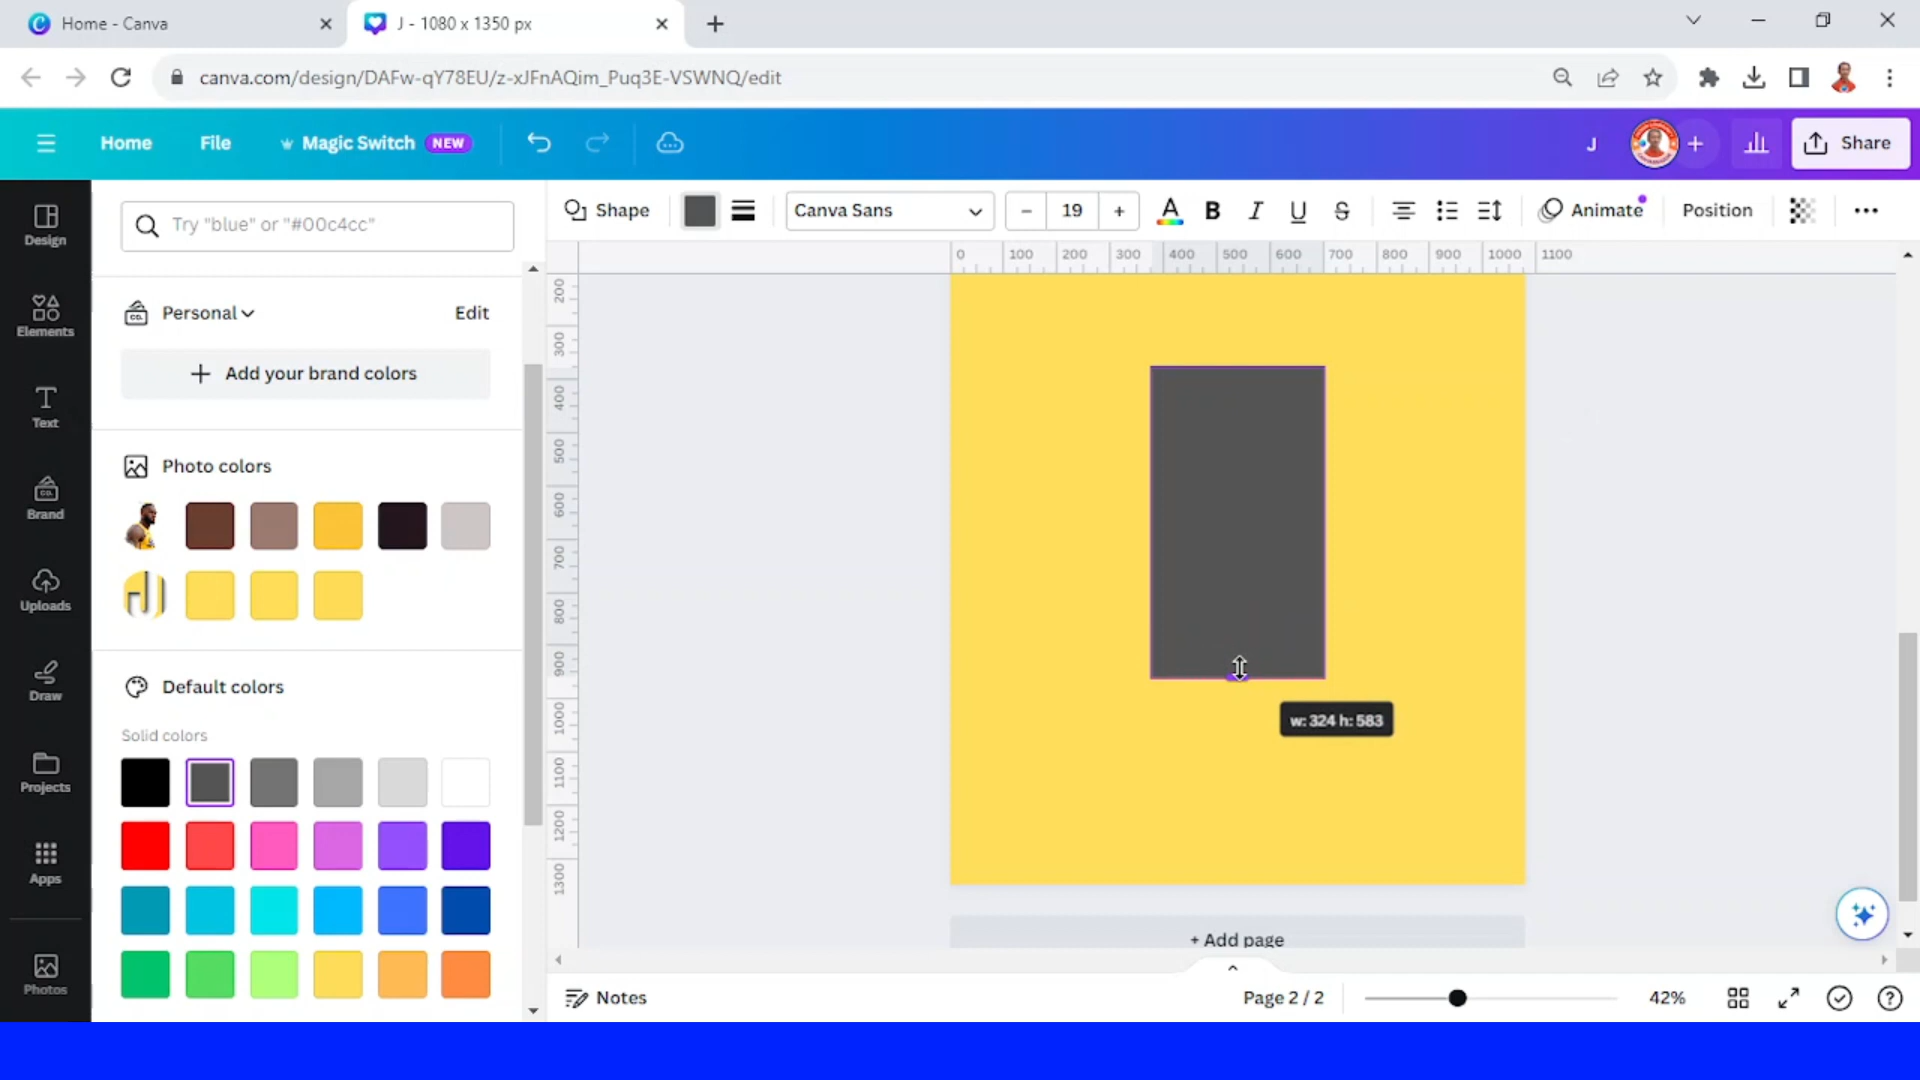 Home - Canva
J - 1080 x 1350 px
canva.com/design/DAFw-qY78EU/z-xJFnAQim_Puq3E-VSWNQ/edit
Home File Magic Switch NEW J Share
Design
Elements
Text
Brand
Uploads
Draw
Projects
Apps
Photos
Try "blue" or "#00c4cc"
CO. Personal Edit
+ Add your brand colors
Photo colors
Default colors
Solid colors
Shape Canva Sans - 19 + A B I U S Animate Position
0 100 200 300 400 500 600 700 800 900 1000 1100
200
300
400
500
600
700
800
900
1000
1100
1200
1300
w: 324 h: 583
+ Add page
Notes Page 2 / 2 42%